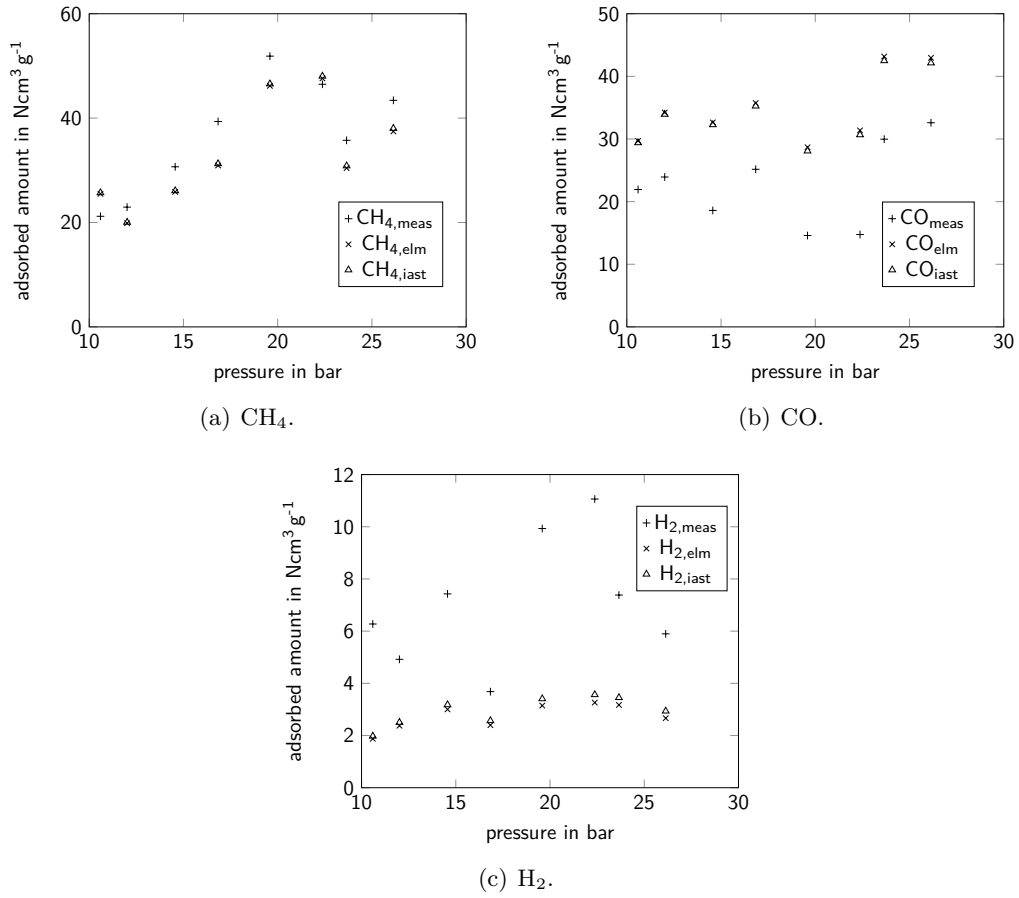 60
40
20
0
10 15 20 25 30
adsorbed amount in Ncm³g⁻¹
pressure in bar
CH₄,meas
CH₄,elm
CH₄,iast
(a) CH₄.
50
40
30
20
10
0
10 15 20 25 30
adsorbed amount in Ncm³g⁻¹
pressure in bar
COmeas
COelm
COiast
(b) CO.
12
10
8
6
4
2
0
10 15 20 25 30
adsorbed amount in Ncm³g⁻¹
pressure in bar
H₂,meas
H₂,elm
H₂,iast
(c) H₂.